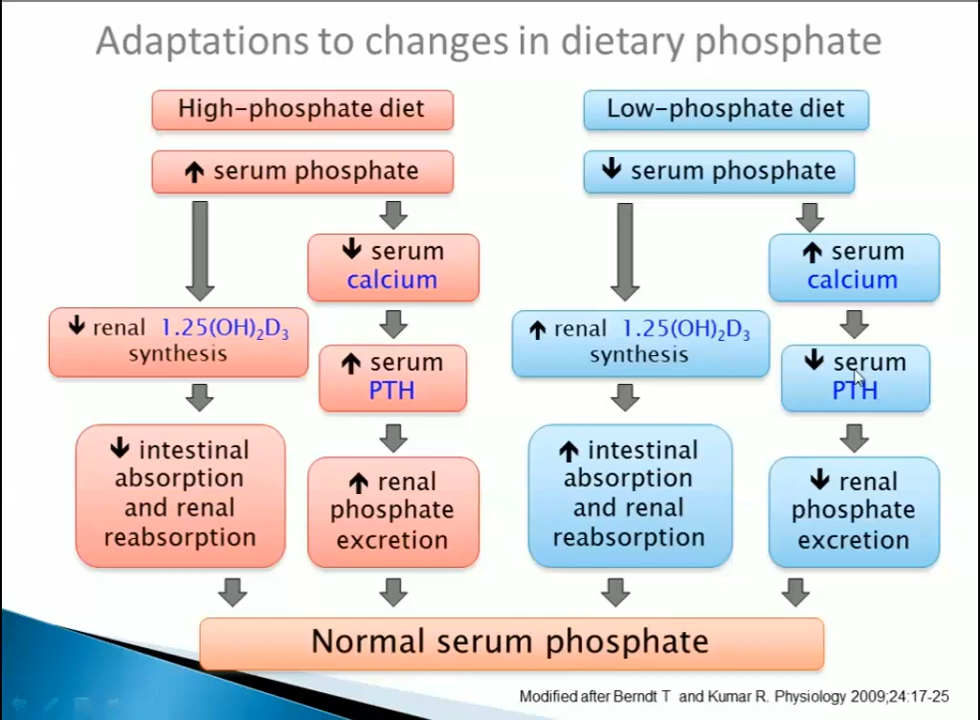 Adaptations to changes in dietary phosphate
High-phosphate diet
↑ serum phosphate
↓ renal 1.25(OH)₂D₃
synthesis
↓ intestinal
absorption
and renal
reabsorption
↓ serum
calcium
↑ serum
PTH
↑ renal
phosphate
excretion
Low-phosphate diet
↓ serum phosphate
↑ renal 1.25(OH)₂D₃
synthesis
↑ intestinal
absorption
and renal
reabsorption
↑ serum
calcium
↓ serum
PTH
↓ renal
phosphate
excretion
Normal serum phosphate
Modified after Berndt T and Kumar R. Physiology 2009;24:17-25